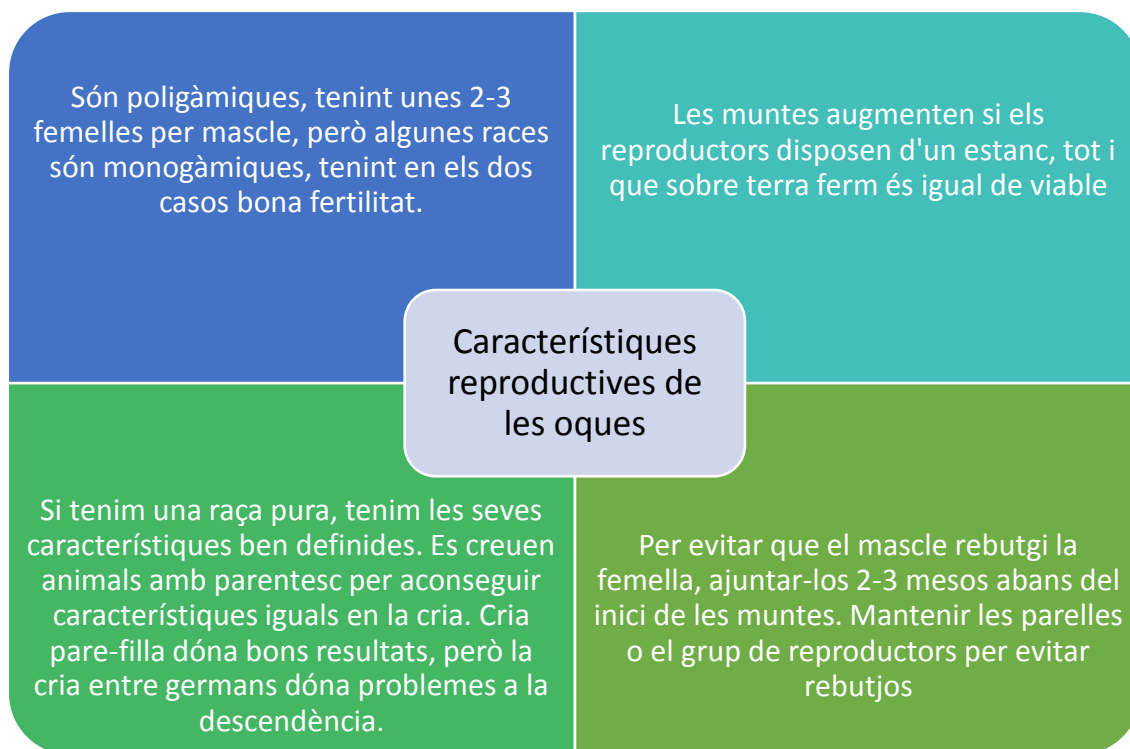 Són poligàmiques, tenint unes 2-3
femelles per mascle, però algunes races
són monogàmiques, tenint en els dos
casos bona fertilitat.
Les muntes augmenten si els
reproductors disposen d'un estanc, tot i
que sobre terra ferm és igual de viable
Característiques
reproductives de
les oques
Si tenim una raça pura, tenim les seves
característiques ben definides. Es creuen
animals amb parentesc per aconseguir
característiques iguals en la cria. Cria
pare-filla dóna bons resultats, però la
cria entre germans dóna problemes a la
descendència.
Per evitar que el mascle rebutgi la
femella, ajuntar-los 2-3 mesos abans del
inici de les muntes. Mantenir les parelles
o el grup de reproductors per evitar
rebutjos